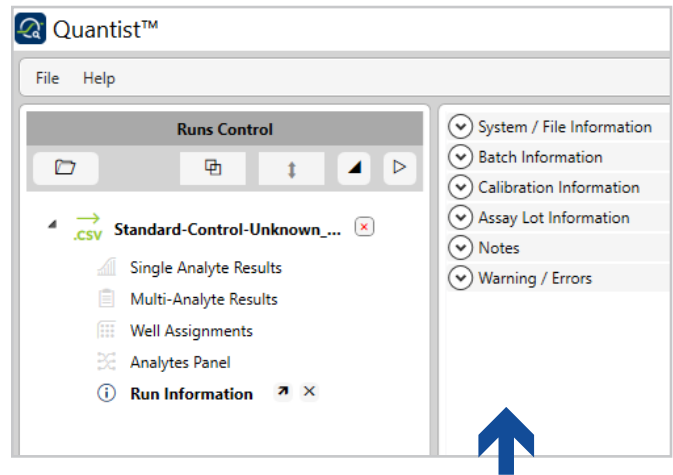 Quantist™
File Help
Runs Control
.csv Standard-Control-Unknown_...
Single Analyte Results
Multi-Analyte Results
Well Assignments
Analytes Panel
Run Information
System / File Information
Batch Information
Calibration Information
Assay Lot Information
Notes
Warning / Errors